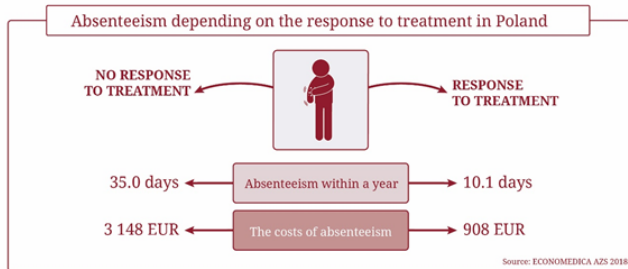 Absenteeism depending on the response to treatment in Poland
NO RESPONSE
TO TREATMENT
RESPONSE
TO TREATMENT
35.0 days
Absenteeism within a year
10.1 days
3 148 EUR
The costs of absenteeism
908 EUR
Source: ECONOMEDICA AZS 2018